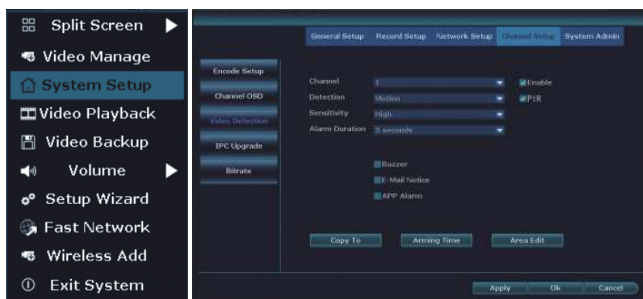 Split Screen
Video Manage
System Setup
Video Playback
Video Backup
Volume
Setup Wizard
Fast Network
Wireless Add
Exit System
General Setup Record Setup Network Setup Channel Setup System Admin
Encode Setup
Channel OSD
Video Detection
IPC Upgrade
Bitrate
Channel 1 Enable
Detection Motion PIR
Sensitivity High
Alarm Duration 5 seconds
Buzzer
E-Mail Notice
APP Alarm
Copy To Arming Time Area Edit
Apply Ok Cancel